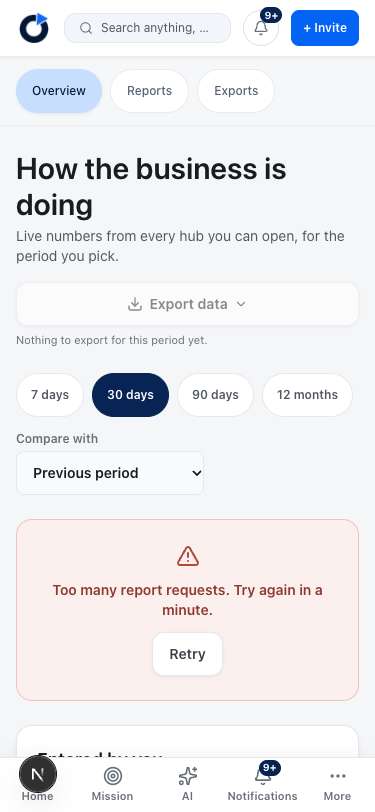 Search anything, ...
9+
+ Invite
Overview
Reports
Exports
How the business is
doing
Live numbers from every hub you can open, for the
period you pick.
Export data
Nothing to export for this period yet.
7 days
30 days
90 days
12 months
Compare with
Previous period
Too many report requests. Try again in a
minute.
Retry
Entered by you
N
9+
Home
Mission
AI
Notifications
More